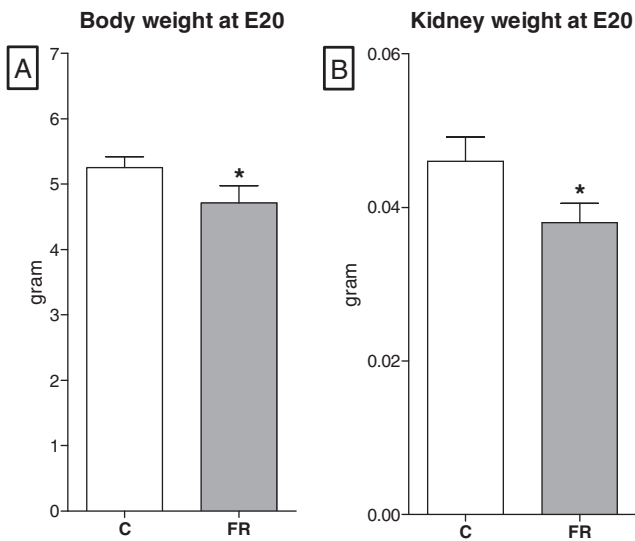 Body weight at E20
A
7
6
5
4
3
2
1
0
gram
*
C
FR
Kidney weight at E20
B
0.06
0.04
0.02
0.00
gram
*
C
FR